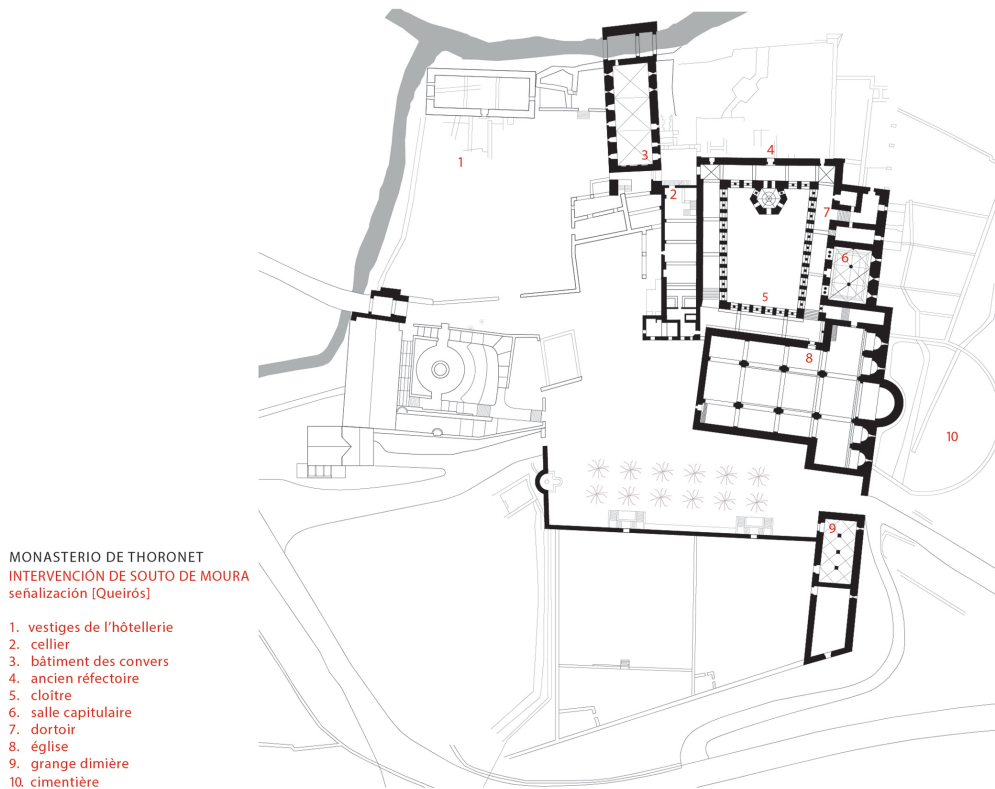 1
2
3
4
5
6
7
8
9
10
MONASTERIO DE THORONET
INTERVENCIÓN DE SOUTO DE MOURA
señalización [Queirós]
1. vestiges de l'hôtellerie
2. cellier
3. bâtiment des convers
4. ancien réfectoire
5. cloître
6. salle capitulaire
7. dortoir
8. église
9. grange dimière
10. cimentière